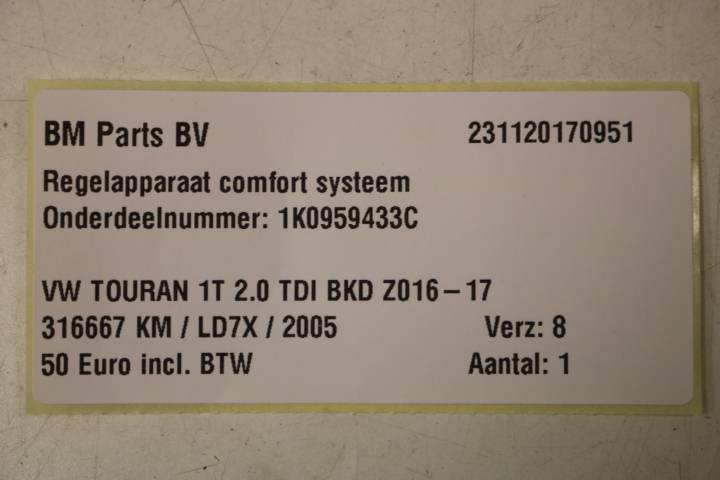 BM Parts BV 231120170951
Regelapparaat comfort systeem
Onderdeelnummer: 1K0959433C
VW TOURAN 1T 2.0 TDI BKD Z016-17
316667 KM / LD7X / 2005 Verz: 8
50 Euro incl. BTW Aantal: 1